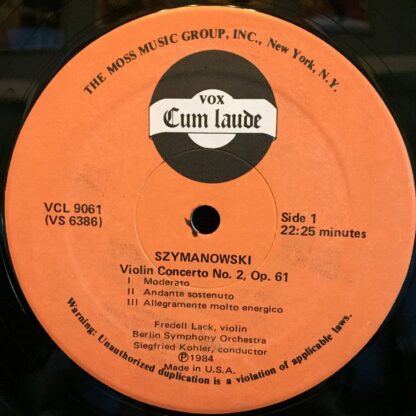 THE MOSS MUSIC GROUP, INC., New York, N.Y.
VOX
Cum laude
VCL 9061
(VS 6386)
Side 1
22:25 minutes
SZYMANOWSKI
Violin Concerto No. 2, Op. 61
I Moderato
II Andante sostenuto
III Allegramente molto energico
Fredell Lack, violin
Berlin Symphony Orchestra
Siegfried Kohler, conductor
℗1984
Made in U.S.A.
Warning: Unauthorized duplication is a violation of applicable laws.